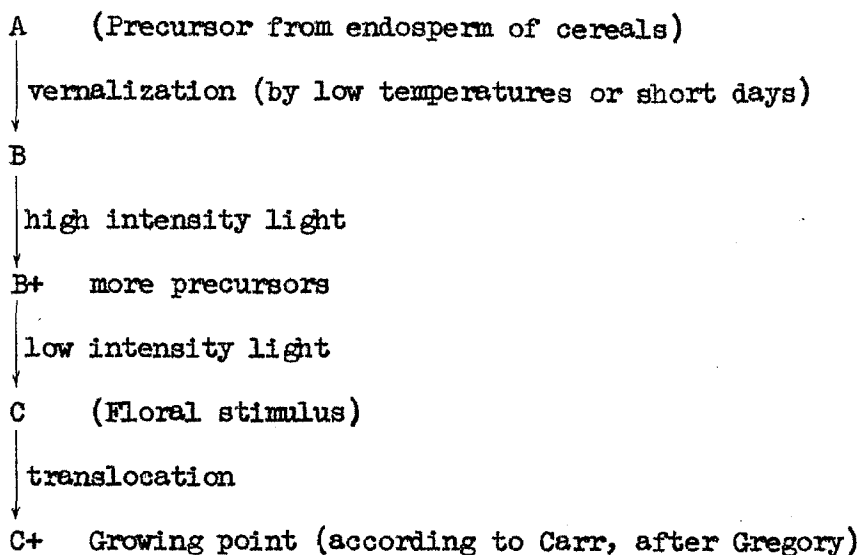 A (Precursor from endosperm of cereals)
vernalization (by low temperatures or short days)
B
high intensity light
B+ more precursors
low intensity light
C (Floral stimulus)
translocation
C+ Growing point (according to Carr, after Gregory)